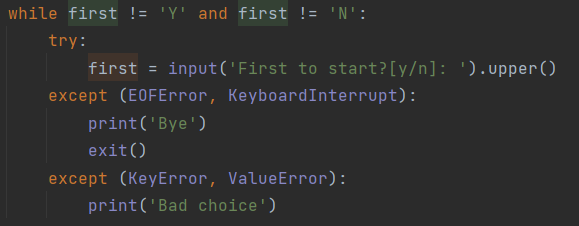 while first != 'Y' and first != 'N':
    try:
        first = input('First to start?[y/n]: ').upper()
    except (EOFError, KeyboardInterrupt):
        print('Bye')
        exit()
    except (KeyError, ValueError):
        print('Bad choice')